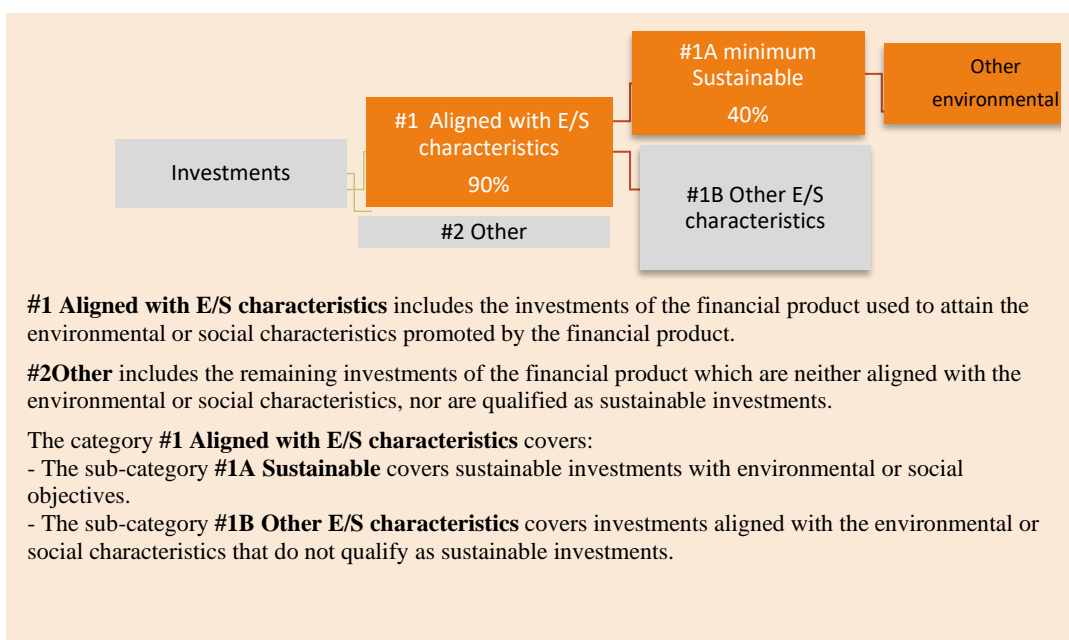 Investments
#1 Aligned with E/S
characteristics
90%
#2 Other
#1A minimum
Sustainable
40%
#1B Other E/S
characteristics
Other
environmental
#1 Aligned with E/S characteristics includes the investments of the financial product used to attain the
environmental or social characteristics promoted by the financial product.
#2Other includes the remaining investments of the financial product which are neither aligned with the
environmental or social characteristics, nor are qualified as sustainable investments.
The category #1 Aligned with E/S characteristics covers:
- The sub-category #1A Sustainable covers sustainable investments with environmental or social
objectives.
- The sub-category #1B Other E/S characteristics covers investments aligned with the environmental or
social characteristics that do not qualify as sustainable investments.